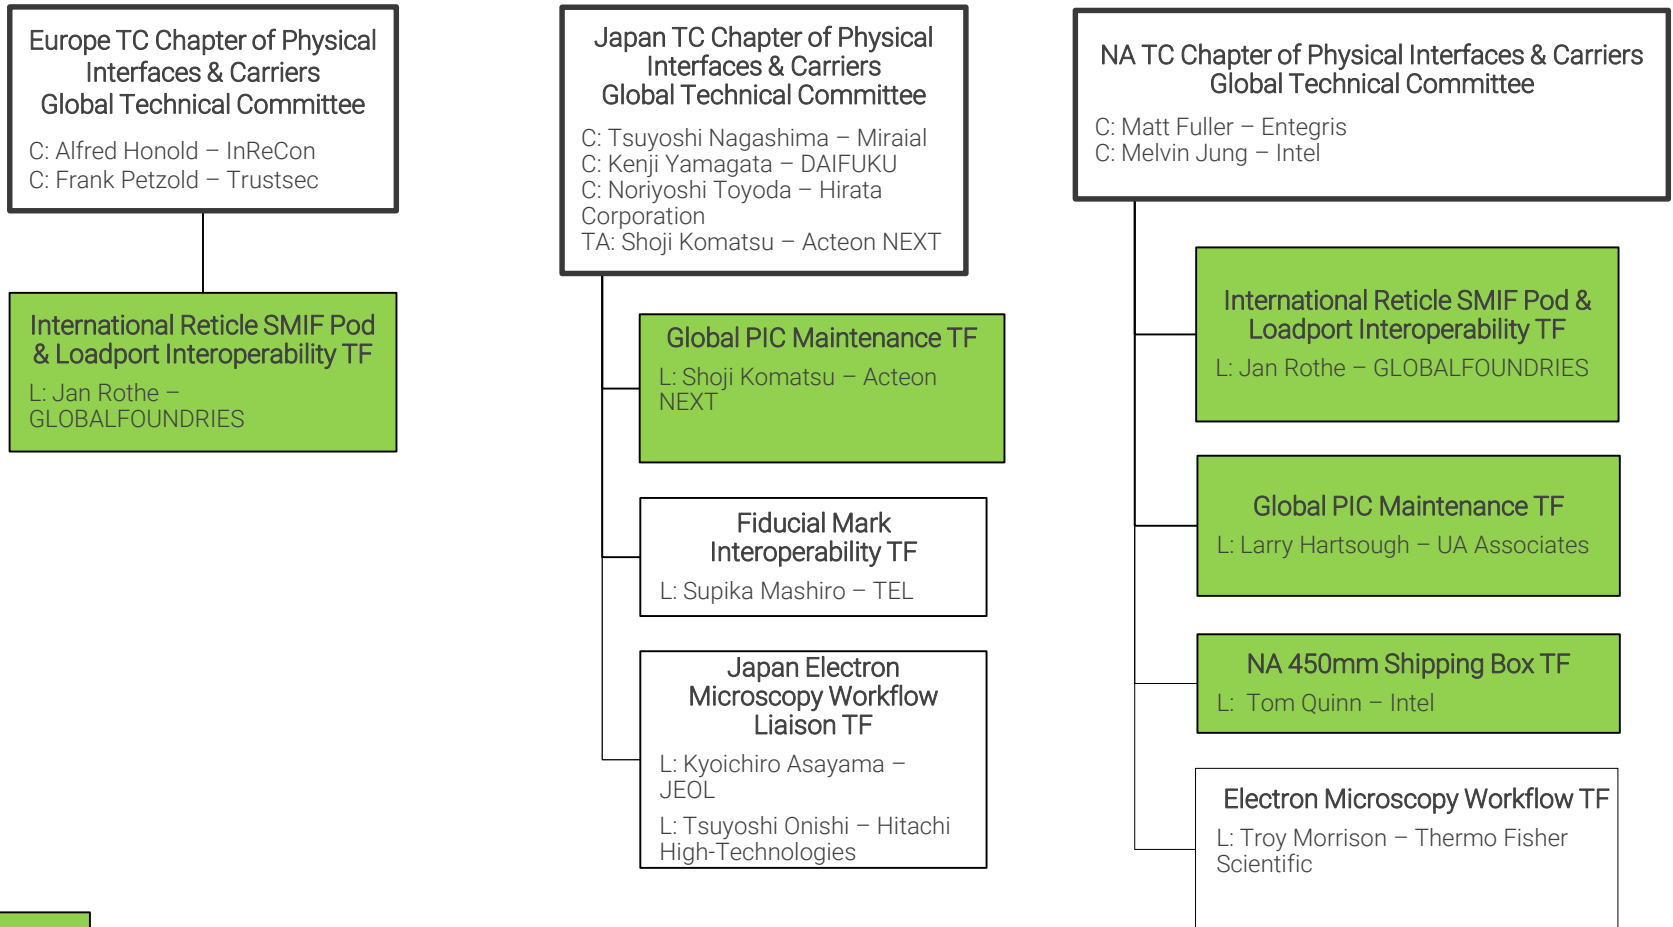 Europe TC Chapter of Physical
Interfaces & Carriers
Global Technical Committee
C: Alfred Honold – InReCon
C: Frank Petzold – Trustsec
International Reticle SMIF Pod
& Loadport Interoperability TF
L: Jan Rothe –
GLOBALFOUNDRIES
Japan TC Chapter of Physical
Interfaces & Carriers
Global Technical Committee
C: Tsuyoshi Nagashima – Miraial
C: Kenji Yamagata – DAIFUKU
C: Noriyoshi Toyoda – Hirata
Corporation
TA: Shoji Komatsu – Acteon NEXT
Global PIC Maintenance TF
L: Shoji Komatsu – Acteon
NEXT
Fiducial Mark
Interoperability TF
L: Supika Mashiro – TEL
Japan Electron
Microscopy Workflow
Liaison TF
L: Kyoichiro Asayama –
JEOL
L: Tsuyoshi Onishi – Hitachi
High-Technologies
NA TC Chapter of Physical Interfaces & Carriers
Global Technical Committee
C: Matt Fuller – Entegris
C: Melvin Jung – Intel
International Reticle SMIF Pod &
Loadport Interoperability TF
L: Jan Rothe – GLOBALFOUNDRIES
Global PIC Maintenance TF
L: Larry Hartsough – UA Associates
NA 450mm Shipping Box TF
L: Tom Quinn – Intel
Electron Microscopy Workflow TF
L: Troy Morrison – Thermo Fisher
Scientific